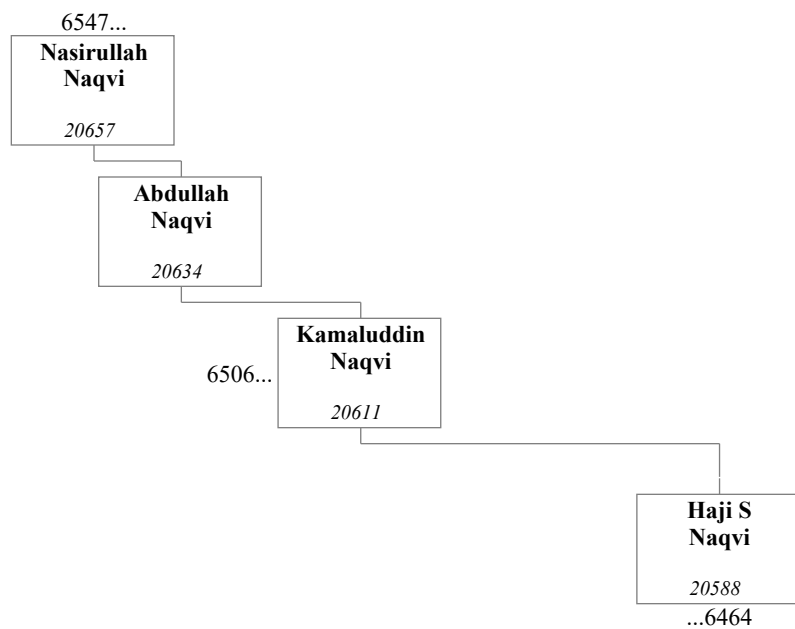 6547...
Nasirullah
Naqvi
20657
Abdullah
Naqvi
20634
Kamaluddin
Naqvi
6506...
20611
Haji S
Naqvi
20588
...6464